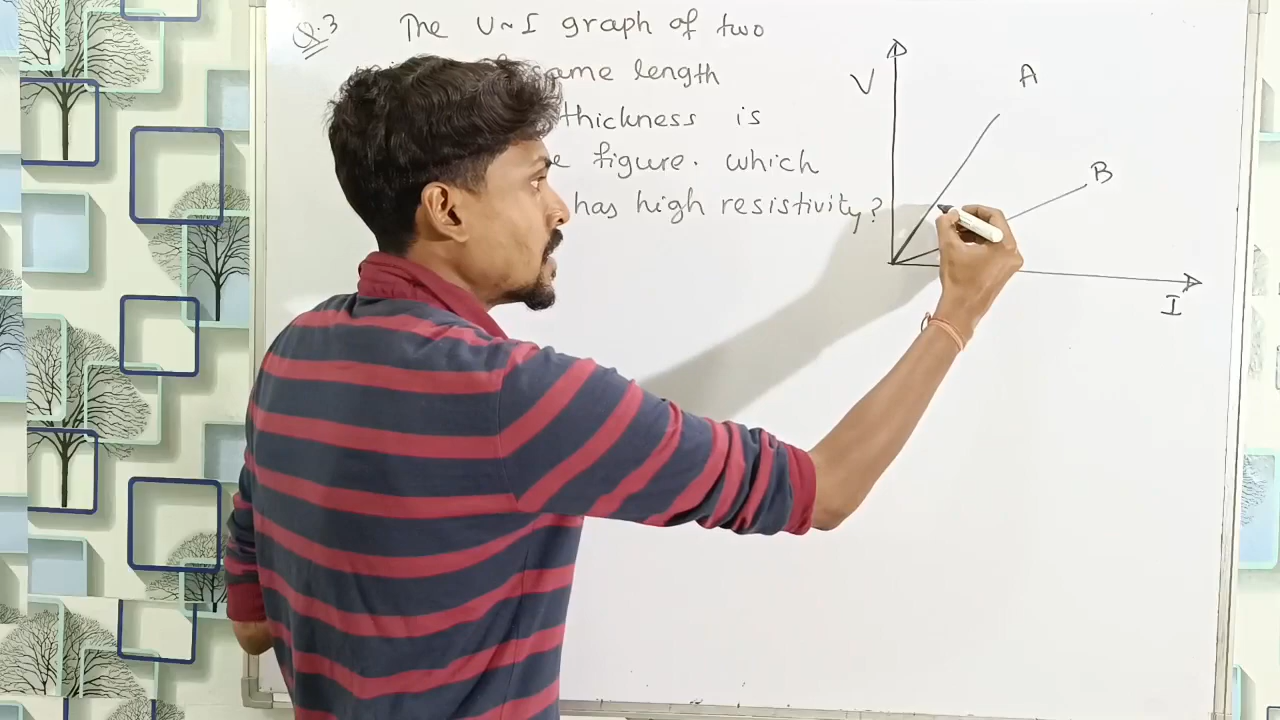 Q.3 The V~I graph of two
same length
thickness is
figure. which
has high resistivity?
V
A
B
I